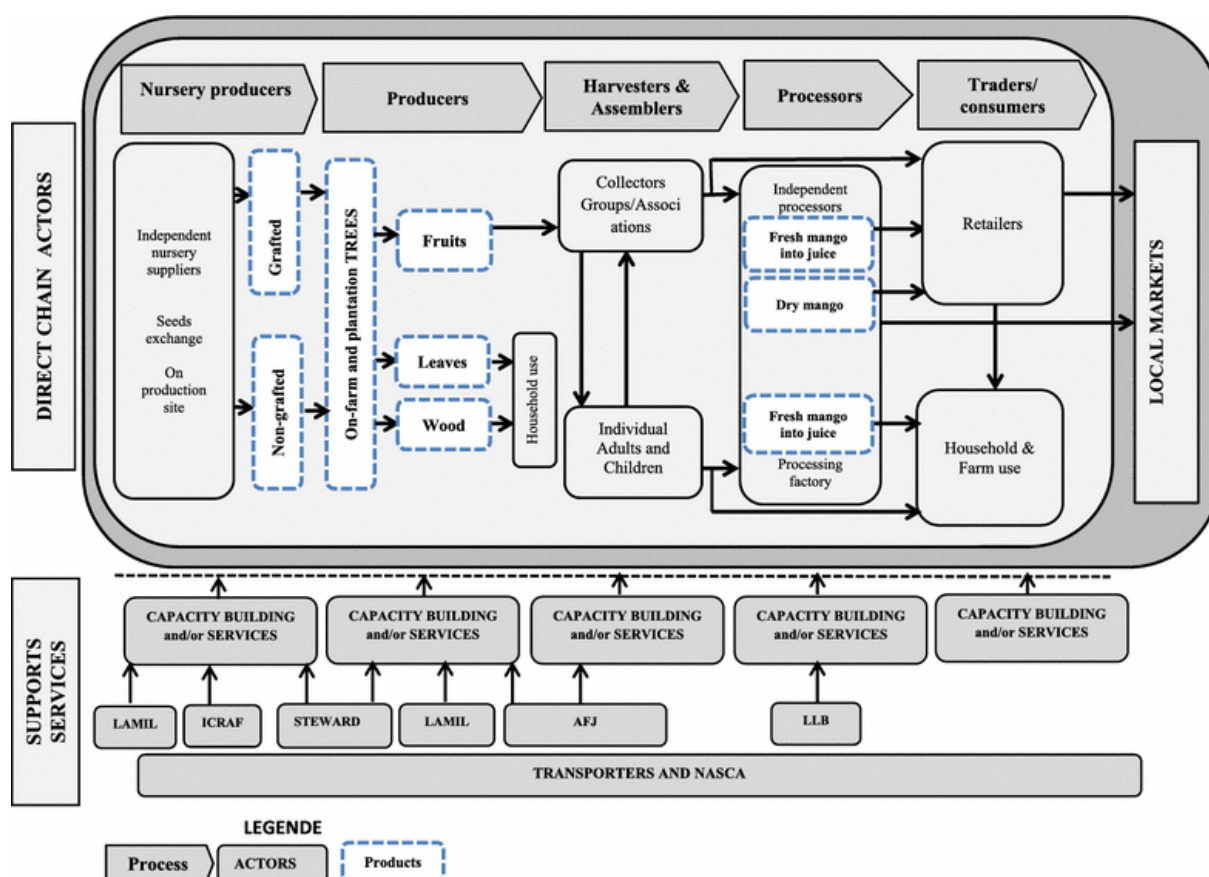 Nursery producers
Producers
Harvesters &
Assemblers
Processors
Traders/
consumers
DIRECT CHAIN ACTORS
Independent
nursery
suppliers
Seeds
exchange
On
production
site
Grafted
Non-grafted
On-farm and plantation TREES
Fruits
Leaves
Wood
Household use
Collectors
Groups/Associ
ations
Individual
Adults and
Children
Independent
processors
Fresh mango
into juice
Dry mango
Fresh mango
into juice
Processing
factory
Retailers
Household &
Farm use
LOCAL MARKETS
SUPPORTS
SERVICES
CAPACITY BUILDING
and/or SERVICES
CAPACITY BUILDING
and/or SERVICES
CAPACITY BUILDING
and/or SERVICES
CAPACITY BUILDING
and/or SERVICES
CAPACITY BUILDING
and/or SERVICES
LAMIL
ICRAF
STEWARD
LAMIL
AFJ
LLB
TRANSPORTERS AND NASCA
LEGENDE
Process
ACTORS
Products